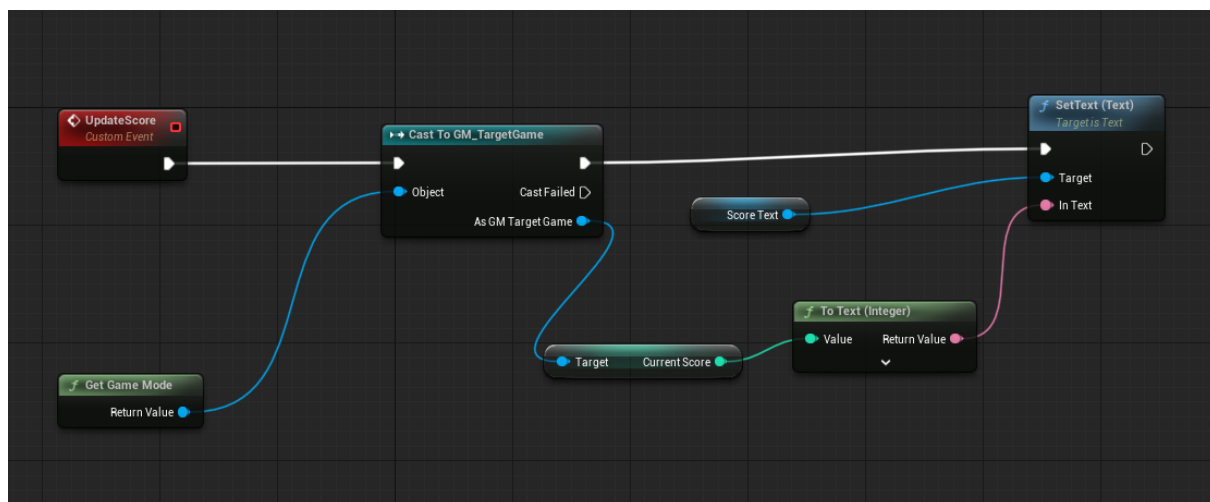 UpdateScore
Custom Event
Cast To GM_TargetGame
Object
Cast Failed
As GM Target Game
Get Game Mode
Return Value
Target
Current Score
Score Text
f To Text (Integer)
Value
Return Value
f SetText (Text)
Target is Text
Target
In Text